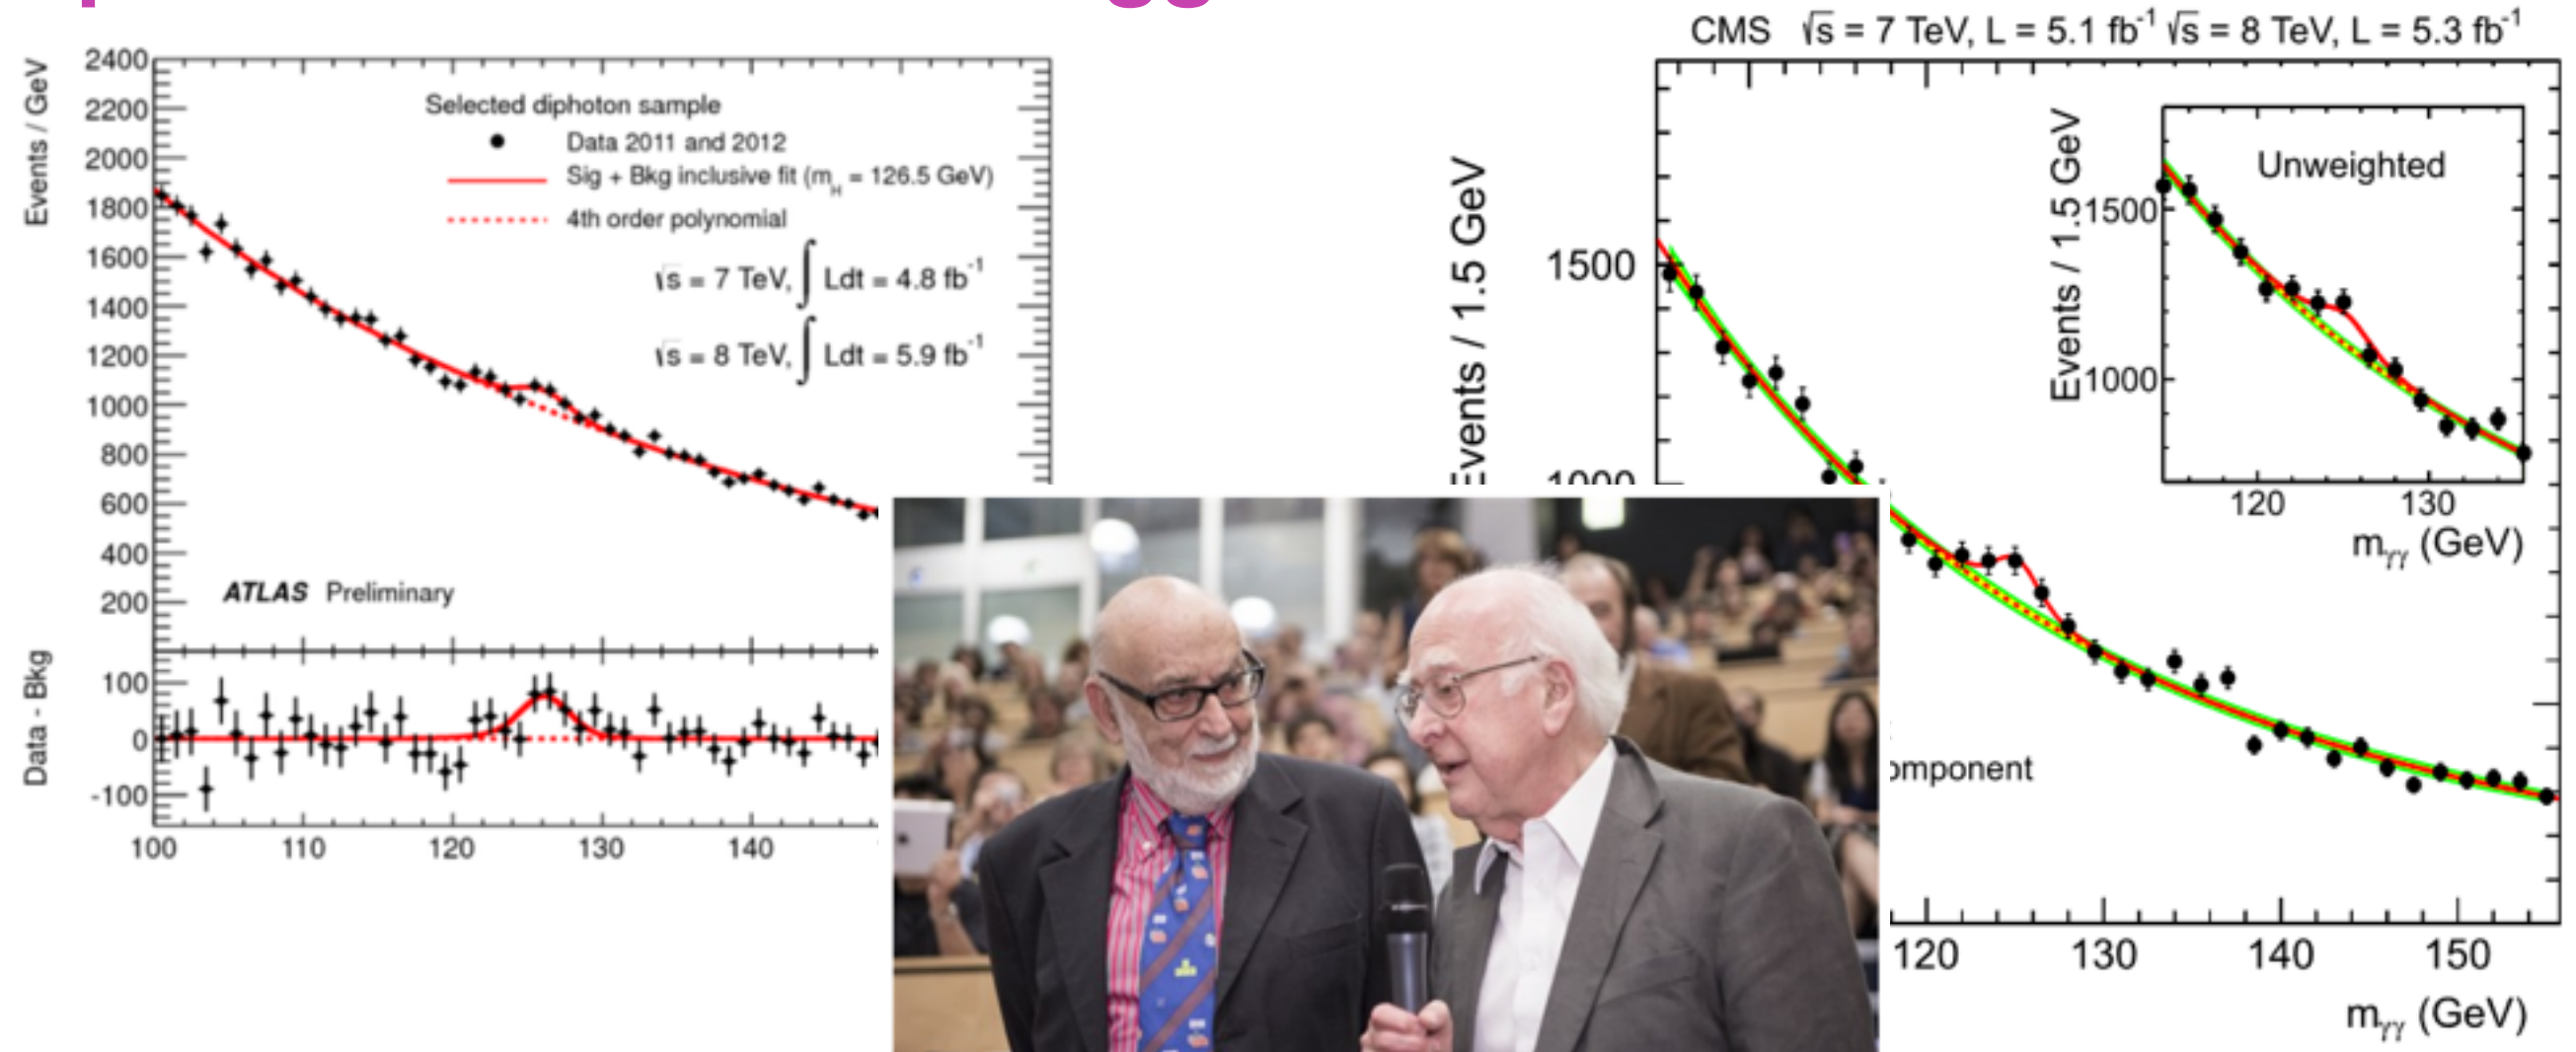 2400
2200
2000
1800
1600
1400
1200
1000
800
600
400
200
Events / GeV
Selected diphoton sample
Data 2011 and 2012
Sig + Bkg inclusive fit (m_H = 126.5 GeV)
4th order polynomial
√s = 7 TeV, ∫ Ldt = 4.8 fb⁻¹
√s = 8 TeV, ∫ Ldt = 5.9 fb⁻¹
ATLAS Preliminary
Data - Bkg
100
0
-100
100 110 120 130 140
CMS √s = 7 TeV, L = 5.1 fb⁻¹ √s = 8 TeV, L = 5.3 fb⁻¹
Events / 1.5 GeV
1500
Unweighted
Events / 1.5 GeV
1500
1000
120 130
mγγ (GeV)
omponent
120 130 140 150
mγγ (GeV)